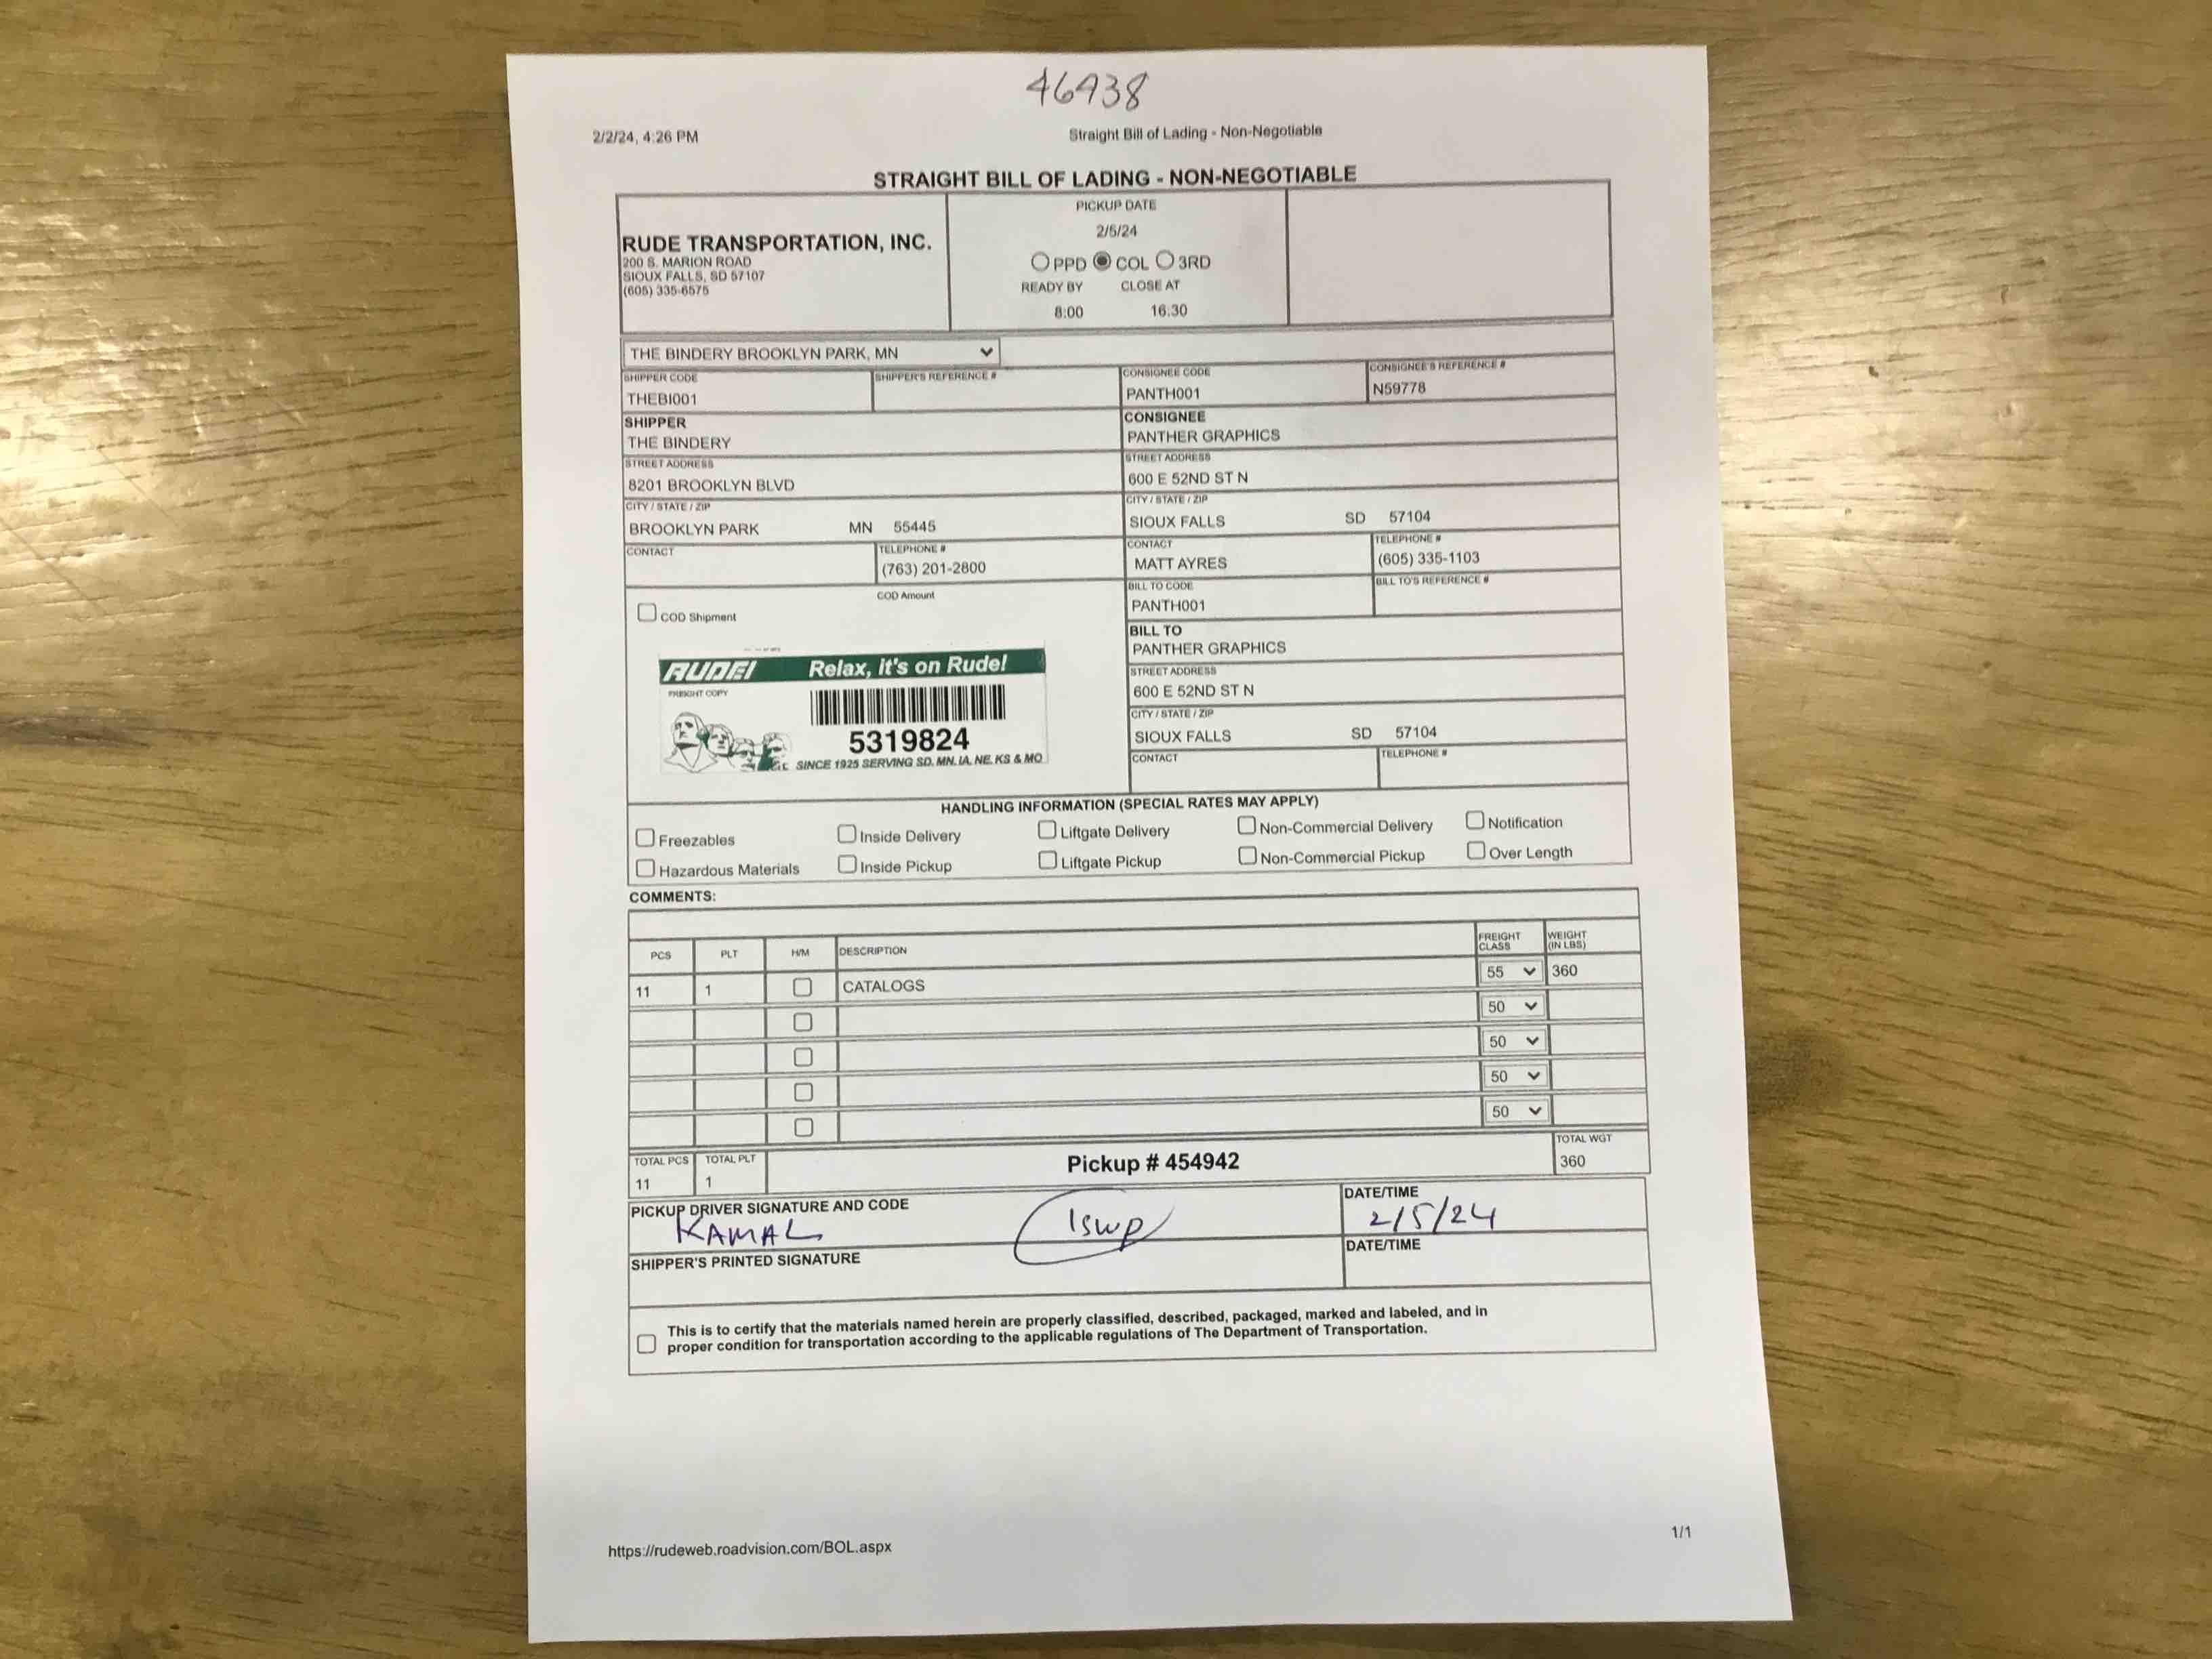 46938
2/2/24, 4:26 PM
Straight Bill of Lading - Non-Negotiable
STRAIGHT BILL OF LADING - NON-NEGOTIABLE
RUDE TRANSPORTATION, INC.
200 S. MARION ROAD
SIOUX FALLS, SD 57107
(605) 335-6575
PICKUP DATE
2/5/24
PPD COL 3RD
READY BY CLOSE AT
8:00 16:30
THE BINDERY BROOKLYN PARK, MN
SHIPPER CODE SHIPPER'S REFERENCE #
THEBI001
CONSIGNEE CODE CONSIGNEE'S REFERENCE #
PANTH001 N59778
SHIPPER
THE BINDERY
CONSIGNEE
PANTHER GRAPHICS
STREET ADDRESS
8201 BROOKLYN BLVD
STREET ADDRESS
600 E 52ND ST N
CITY / STATE / ZIP
BROOKLYN PARK MN 55445
CITY / STATE / ZIP
SIOUX FALLS SD 57104
CONTACT TELEPHONE #
(763) 201-2800
CONTACT TELEPHONE #
MATT AYRES (605) 335-1103
COD Amount
COD Shipment
BILL TO CODE BILL TO'S REFERENCE #
PANTH001
BILL TO
PANTHER GRAPHICS
STREET ADDRESS
600 E 52ND ST N
CITY / STATE / ZIP
SIOUX FALLS SD 57104
CONTACT TELEPHONE #
RUDE! Relax, it's on Rude!
FREIGHT COPY
5319824
SINCE 1925 SERVING SD, MN, IA, NE, KS & MO
HANDLING INFORMATION (SPECIAL RATES MAY APPLY)
Freezables Inside Delivery Liftgate Delivery Non-Commercial Delivery Notification
Hazardous Materials Inside Pickup Liftgate Pickup Non-Commercial Pickup Over Length
COMMENTS:
PCS PLT H/M DESCRIPTION FREIGHT CLASS WEIGHT (IN LBS)
11 1 CATALOGS 55 360
50
50
50
50
TOTAL PCS TOTAL PLT TOTAL WGT
11 1 Pickup # 454942 360
PICKUP DRIVER SIGNATURE AND CODE DATE/TIME
KAMAL 2/5/24
SHIPPER'S PRINTED SIGNATURE DATE/TIME
This is to certify that the materials named herein are properly classified, described, packaged, marked and labeled, and in
proper condition for transportation according to the applicable regulations of The Department of Transportation.
https://rudeweb.roadvision.com/BOL.aspx
1/1